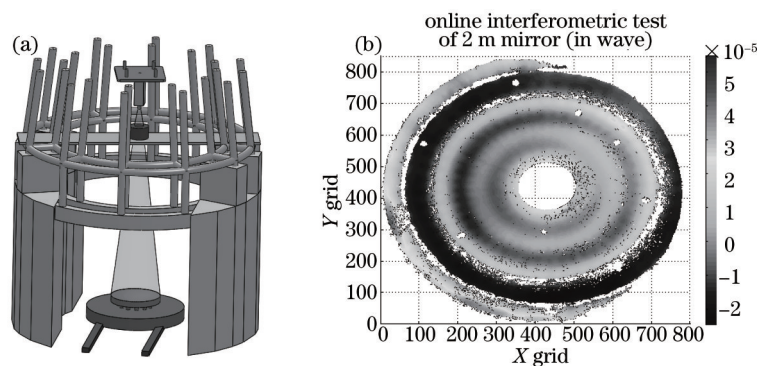 (a)
online interferometric test
of 2 m mirror (in wave)
(b)
× 10⁻⁵
800
700
600
500
400
300
200
100
0
Y grid
0 100 200 300 400 500 600 700 800
X grid
5
4
3
2
1
0
−1
−2